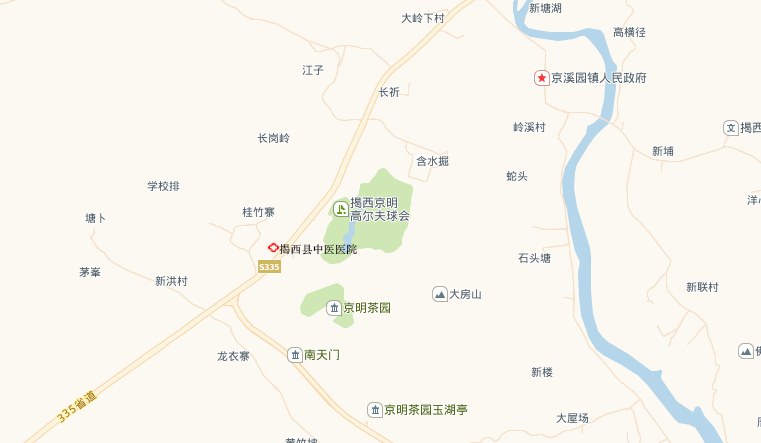 新塘湖
大岭下村
高横径
江子
京溪园镇人民政府
长祈
岭溪村
揭西
长岗岭
新埔
含水掘
蛇头
学校排
揭西京明
高尔夫球会
桂竹寨
塘卜
揭西县中医医院
石头塘
S335
茅峯
新洪村
新联村
大房山
京明茶园
龙衣寨
南天门
新楼
335省道
京明茶园玉湖亭
大屋场